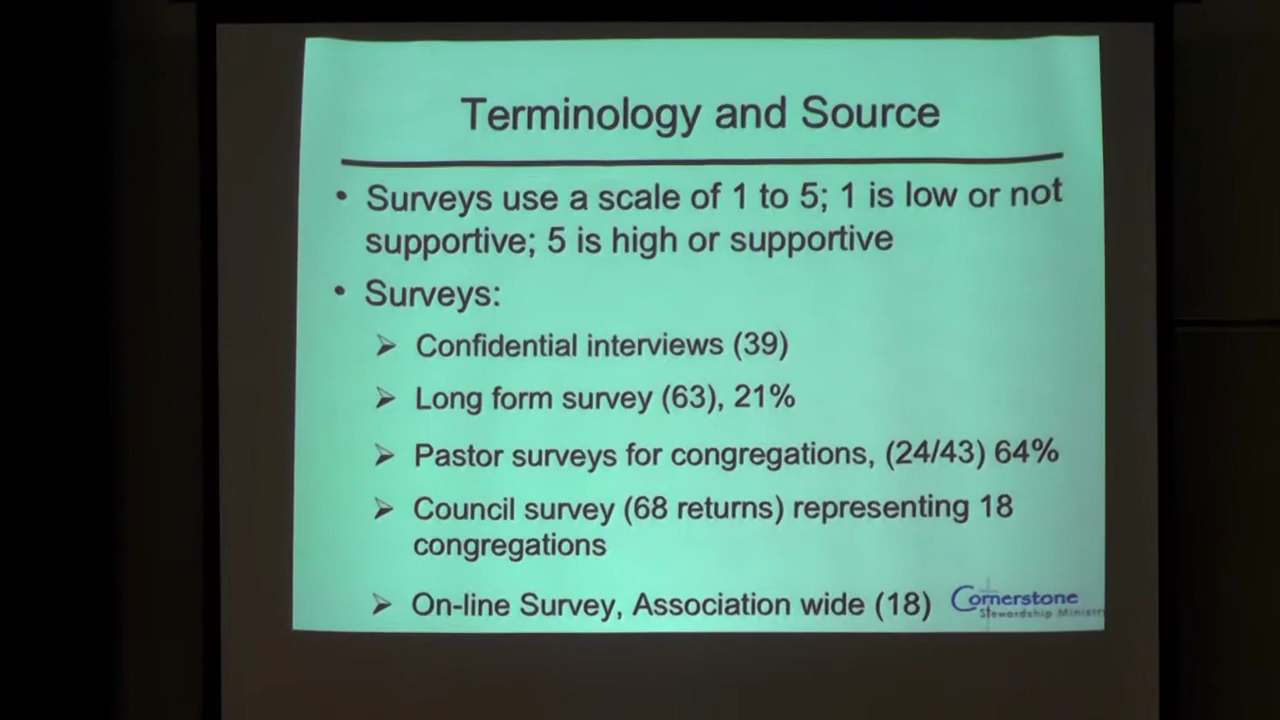 Terminology and Source
• Surveys use a scale of 1 to 5; 1 is low or not
supportive; 5 is high or supportive
• Surveys:
➢ Confidential interviews (39)
➢ Long form survey (63), 21%
➢ Pastor surveys for congregations, (24/43) 64%
➢ Council survey (68 returns) representing 18
congregations
➢ On-line Survey, Association wide (18)
Cornerstone
Stewardship Ministr